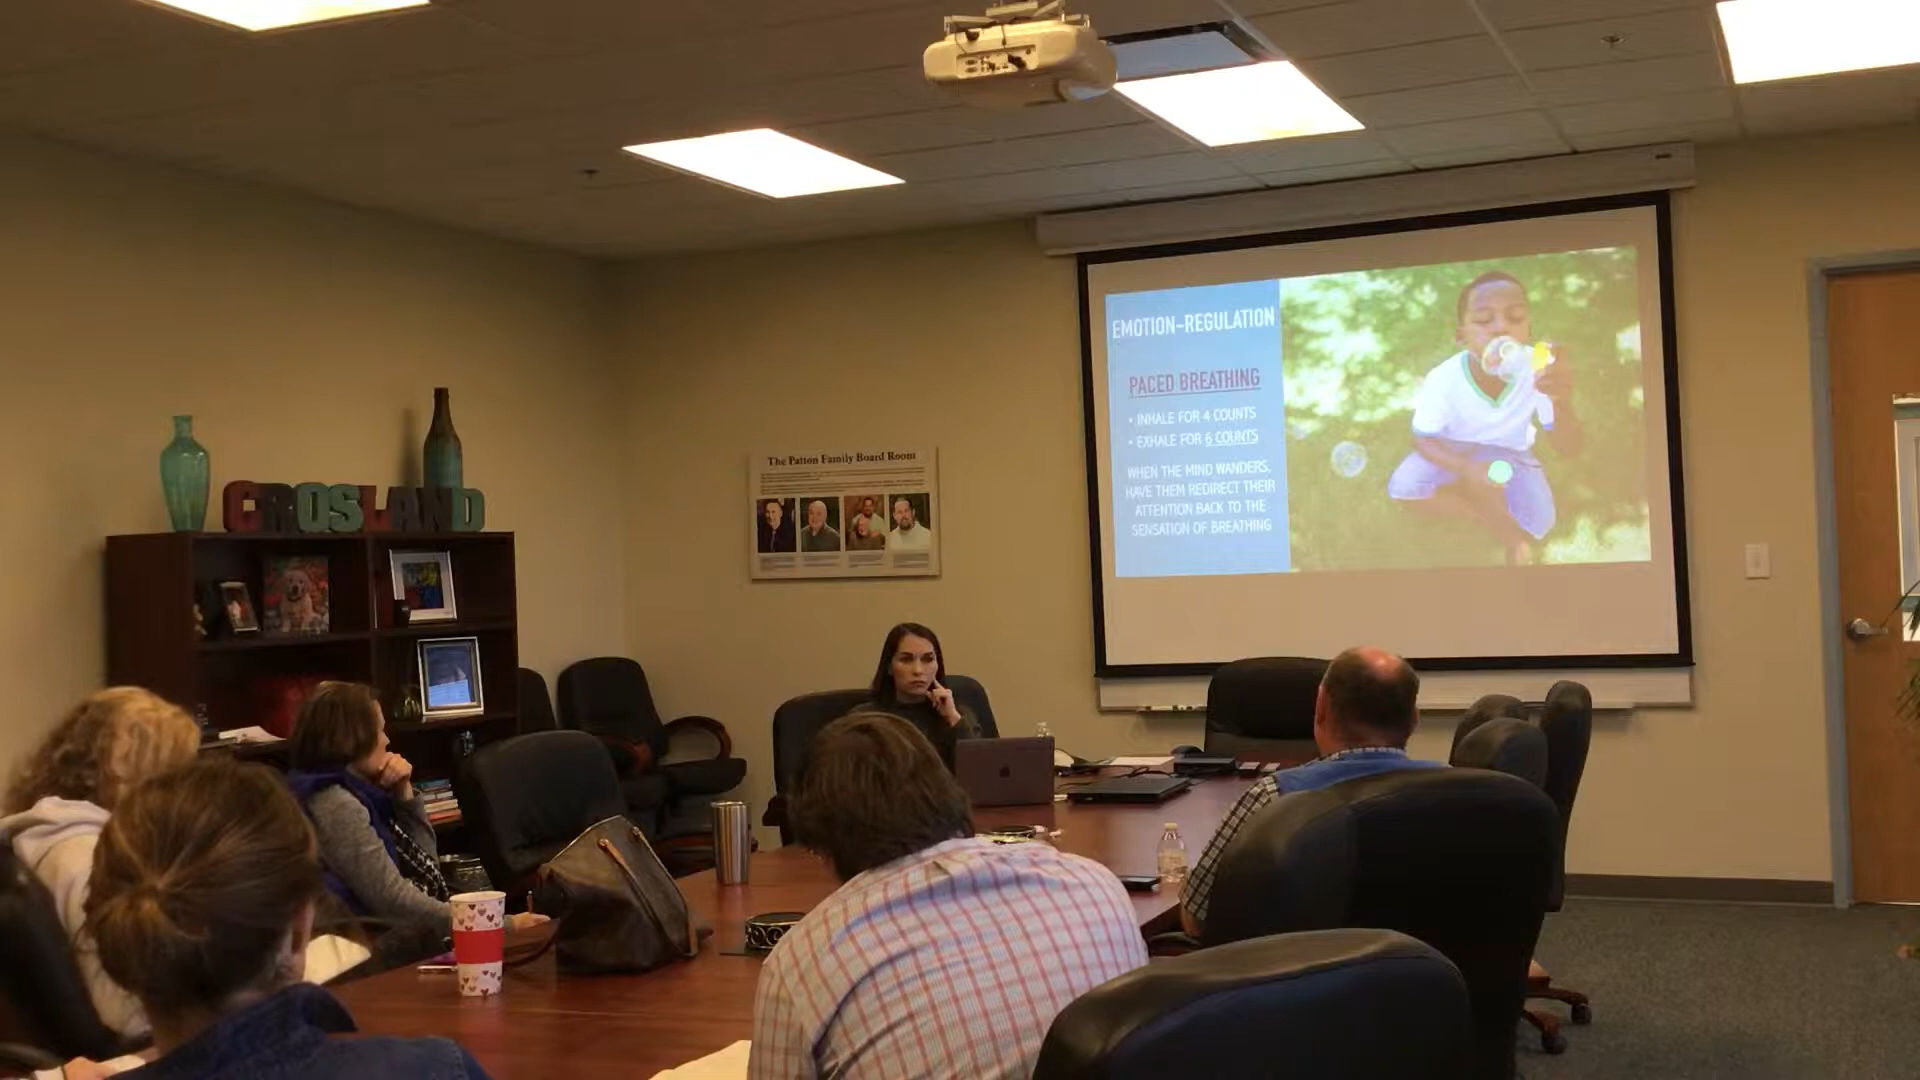 The Patton Family Board Room
CROSLAND
EMOTION-REGULATION
PACED BREATHING
• INHALE FOR 4 COUNTS
• EXHALE FOR 6 COUNTS
WHEN THE MIND WANDERS,
HAVE THEM REDIRECT THEIR
ATTENTION BACK TO THE
SENSATION OF BREATHING